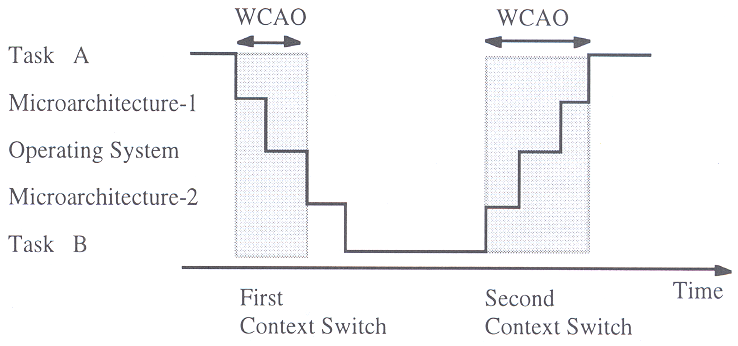 WCAO
WCAO
Task A
Microarchitecture-1
Operating System
Microarchitecture-2
Task B
Time
First
Context Switch
Second
Context Switch